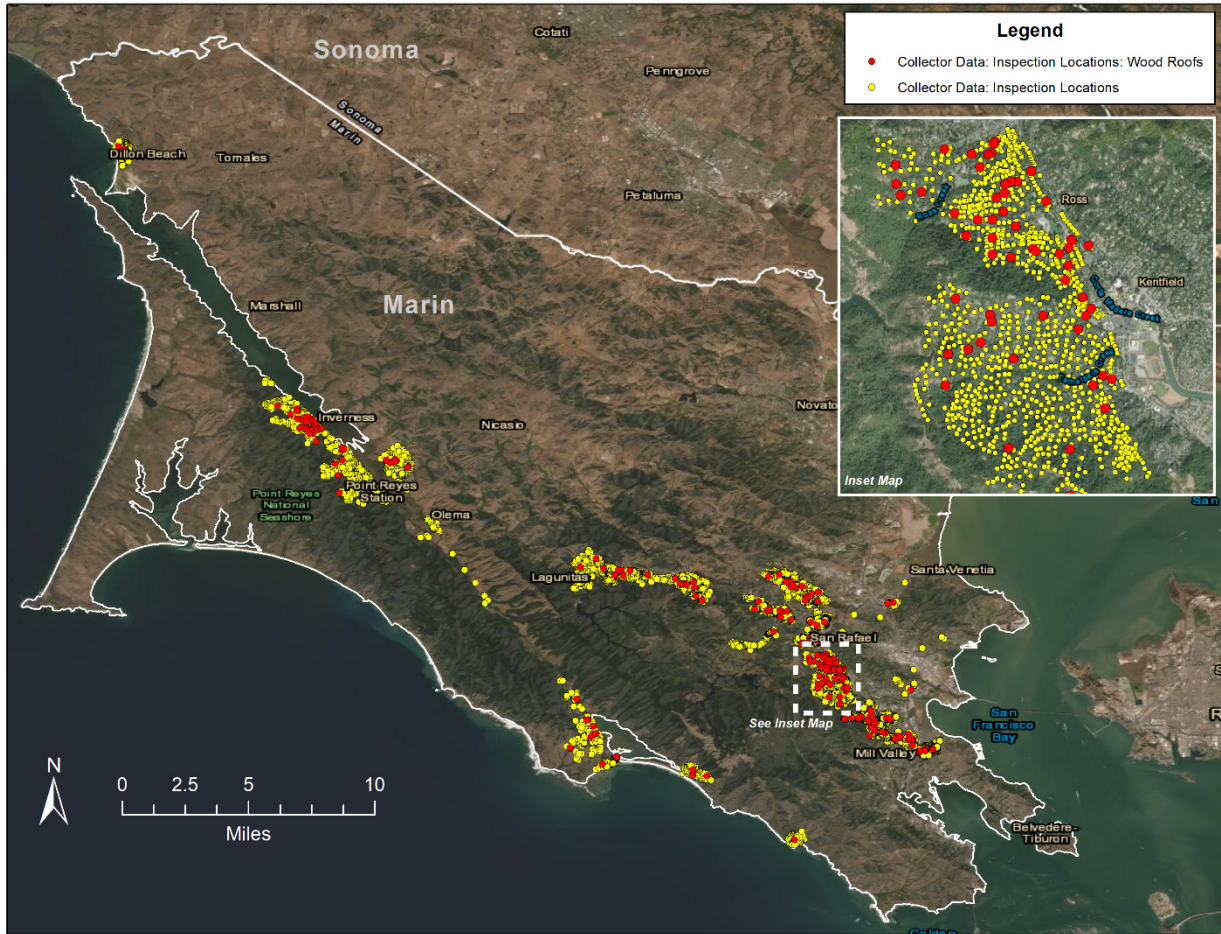 Legend
Collector Data: Inspection Locations: Wood Roofs
Collector Data: Inspection Locations
Sonoma
Cotati
Penngrove
Sonoma
Marin
Dillon Beach
Tomales
Petaluma
Ross Creek
Ross
Kentfield
Corte Madera Creek
Inset Map
Marshall
Marin
Novato
Inverness
Nicasio
Point Reyes
Station
Point Reyes
National
Seashore
Olema
San
Lagunitas
Santa Venetia
San Rafael
See Inset Map
San
Francisco
Bay
Mill Valley
N
0 2.5 5 10
Miles
Belvedere-
Tiburon